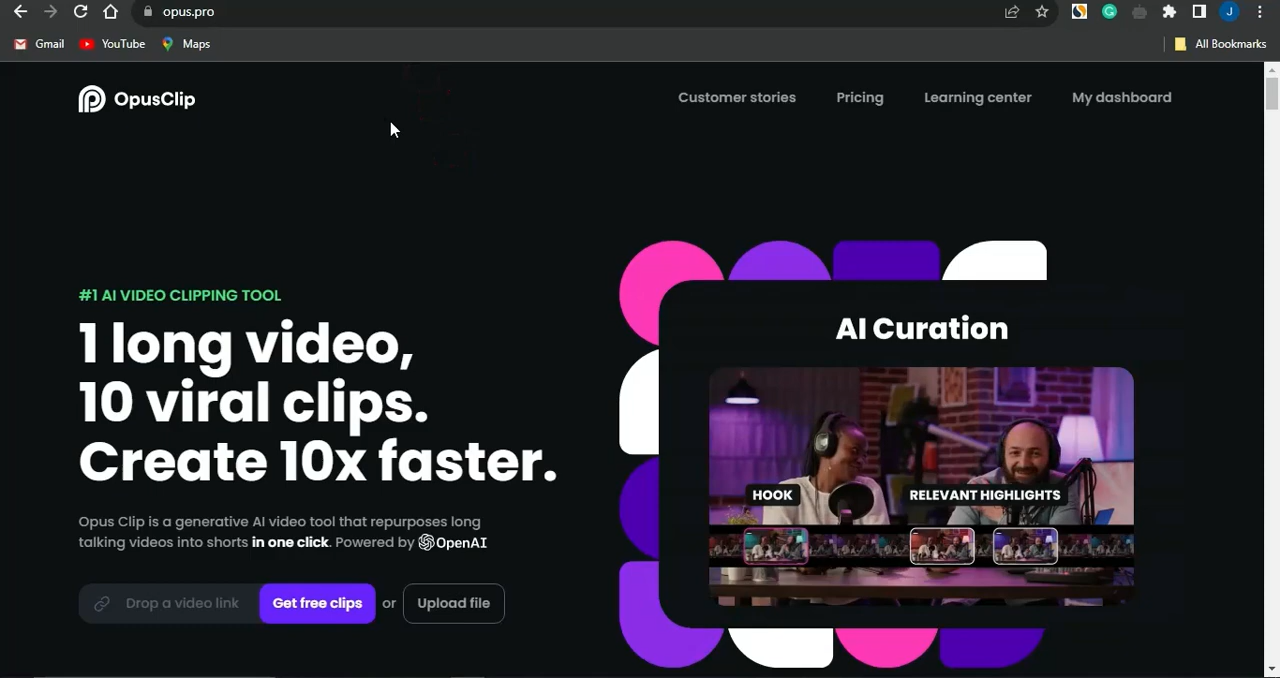 opus.pro
J
Gmail
YouTube
Maps
All Bookmarks
OpusClip
Customer stories
Pricing
Learning center
My dashboard
#1 AI VIDEO CLIPPING TOOL
1 long video,
10 viral clips.
Create 10x faster.
Opus Clip is a generative AI video tool that repurposes long
talking videos into shorts in one click. Powered by OpenAI
Drop a video link
Get free clips
or
Upload file
AI Curation
HOOK
RELEVANT HIGHLIGHTS